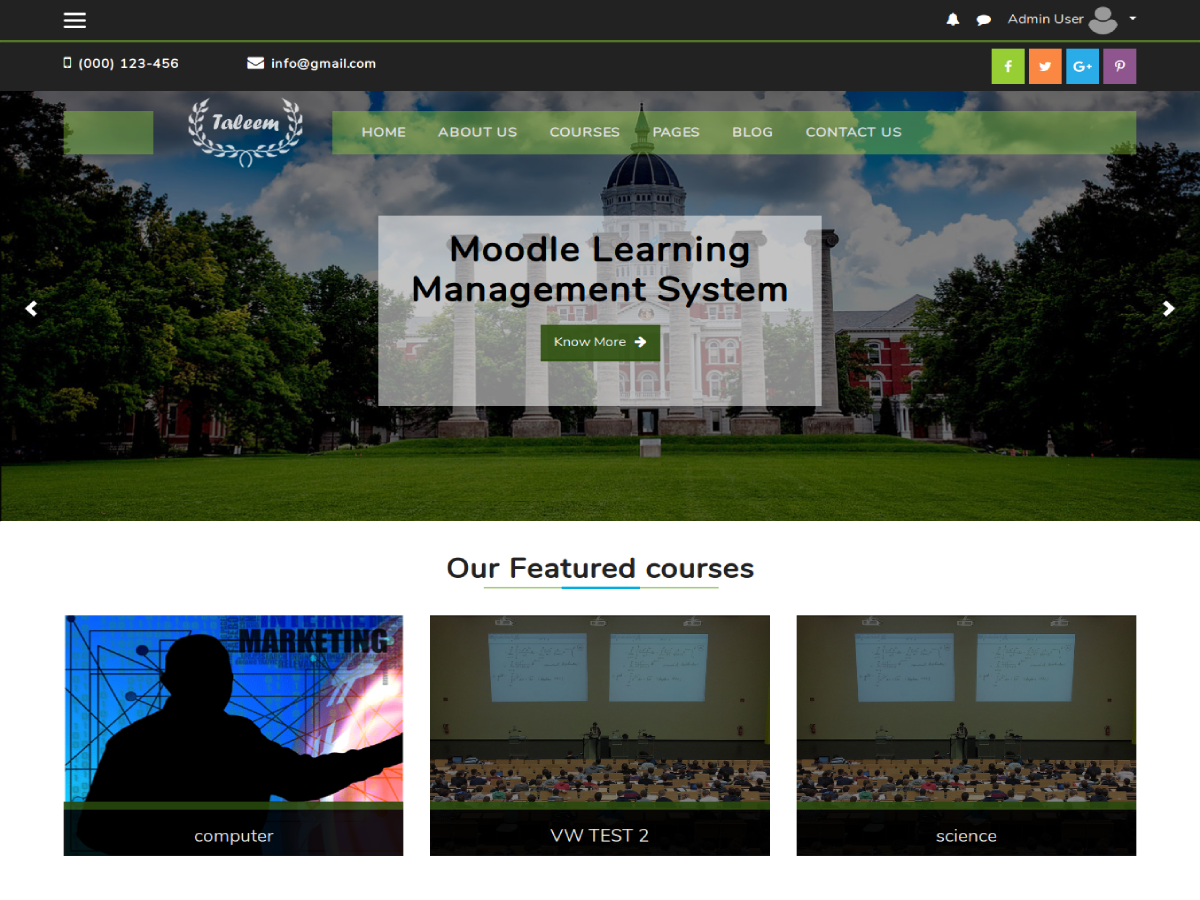 Admin User
(000) 123-456
info@gmail.com
Taleem
HOME
ABOUT US
COURSES
PAGES
BLOG
CONTACT US
Moodle Learning
Management System
Know More
Our Featured courses
MARKETING
computer
VW TEST 2
science